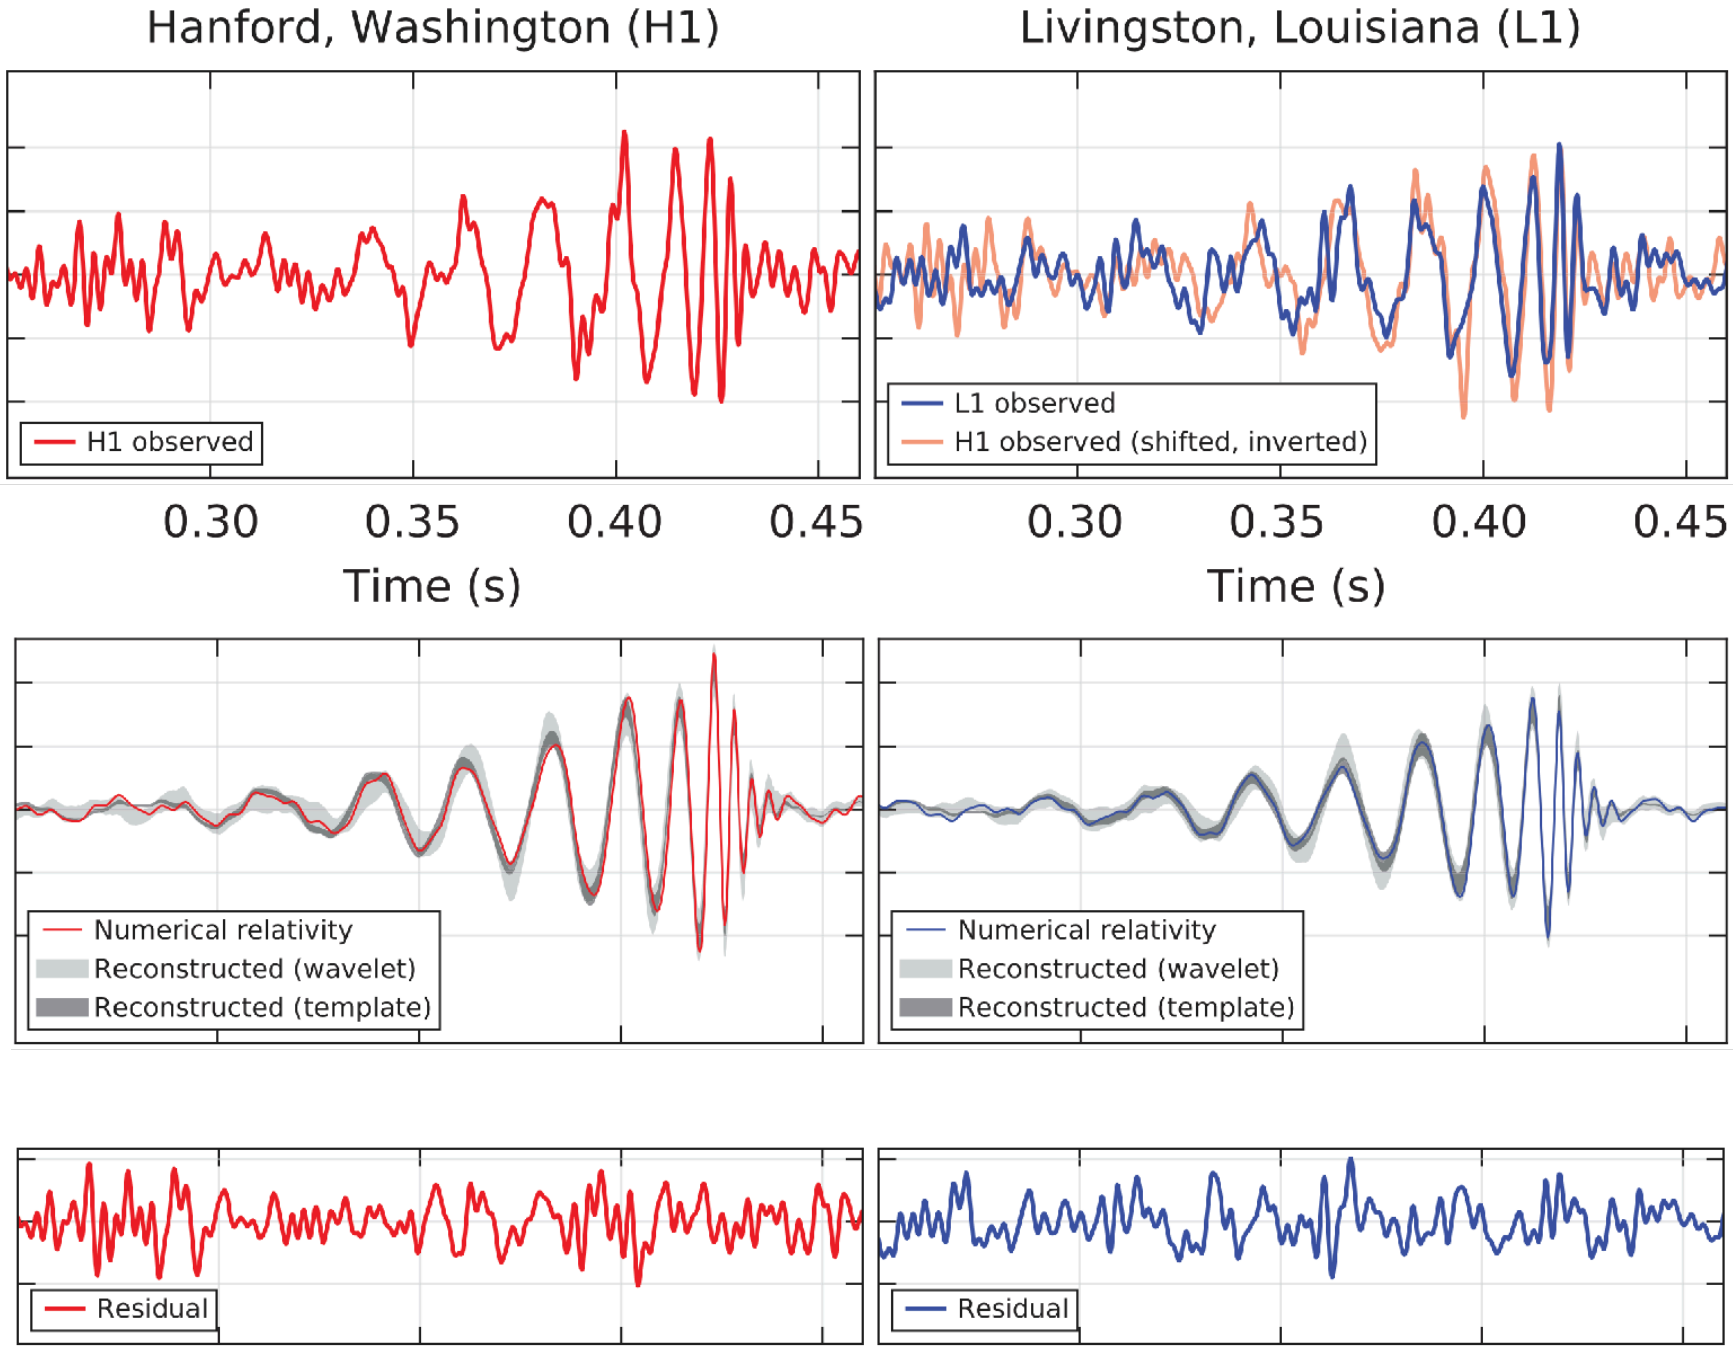 Hanford, Washington (H1)
Livingston, Louisiana (L1)
H1 observed
L1 observed
H1 observed (shifted, inverted)
0.30 0.35 0.40 0.45
0.30 0.35 0.40 0.45
Time (s)
Time (s)
Numerical relativity
Reconstructed (wavelet)
Reconstructed (template)
Numerical relativity
Reconstructed (wavelet)
Reconstructed (template)
Residual
Residual